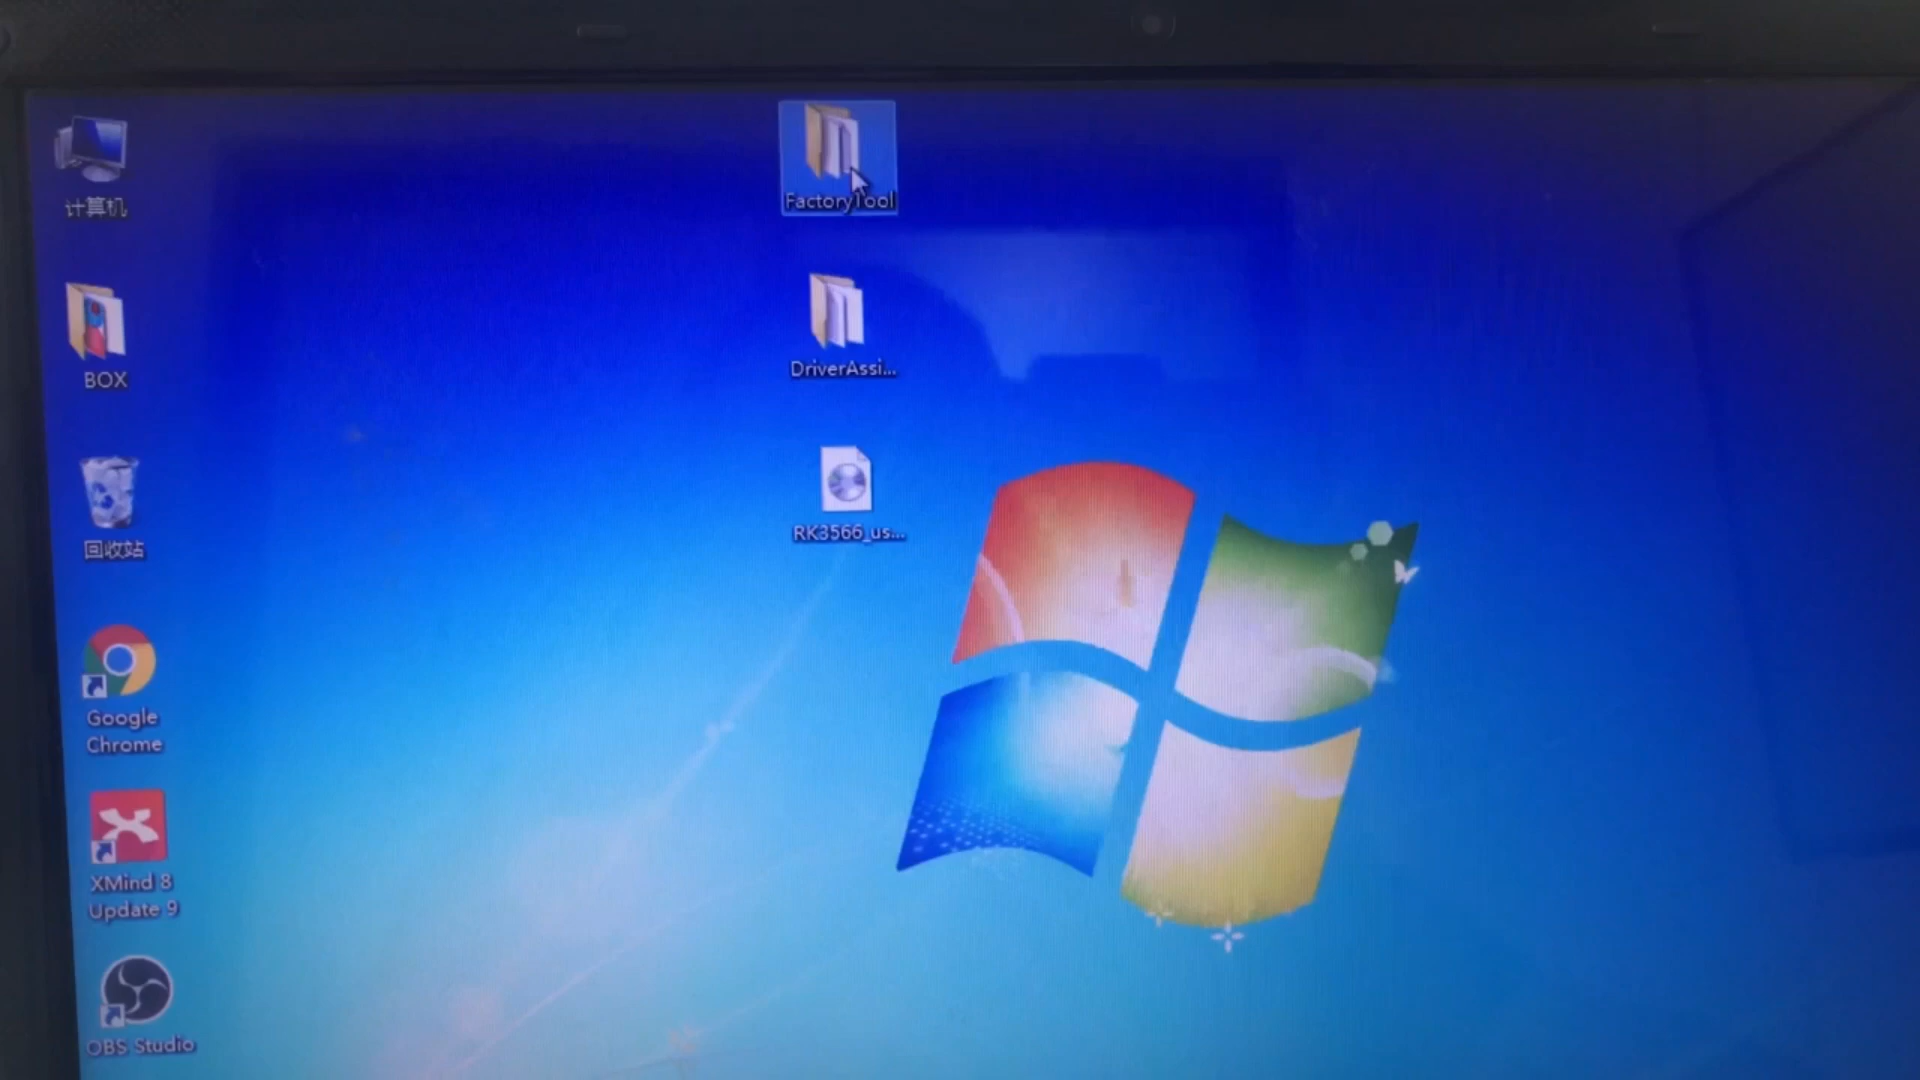 计算机
BOX
回收站
Google
Chrome
XMind 8
Update 9
OBS Studio
FactoryTool
DriverAssi...
RK3566_us...